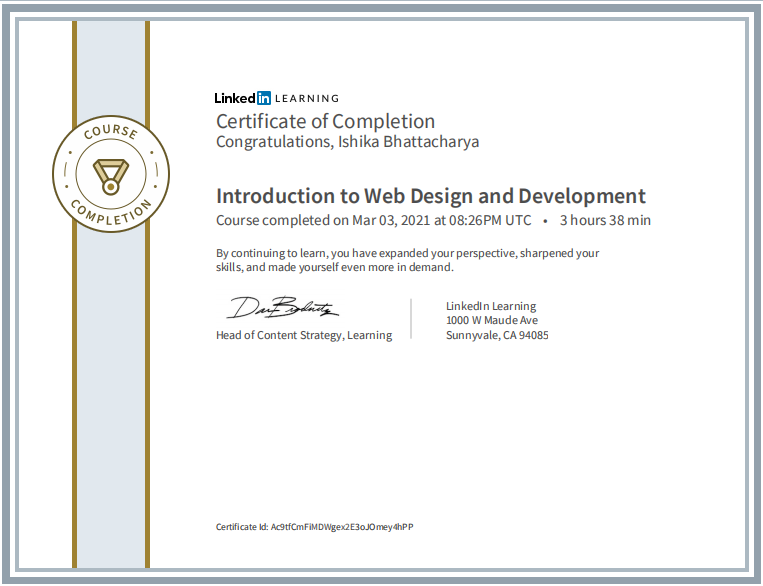 COURSE
COMPLETION
Linked in LEARNING
Certificate of Completion
Congratulations, Ishika Bhattacharya
Introduction to Web Design and Development
Course completed on Mar 03, 2021 at 08:26PM UTC • 3 hours 38 min
By continuing to learn, you have expanded your perspective, sharpened your
skills, and made yourself even more in demand.
Head of Content Strategy, Learning
LinkedIn Learning
1000 W Maude Ave
Sunnyvale, CA 94085
Certificate Id: Ac9tfCmFiMDWgex2E3oJOmey4hPP